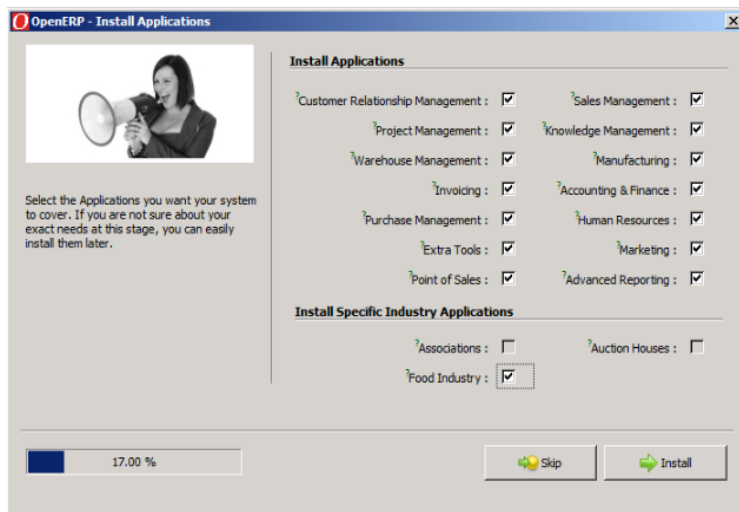 OpenERP - Install Applications
Select the Applications you want your system
to cover. If you are not sure about your
exact needs at this stage, you can easily
install them later.
Install Applications
?Customer Relationship Management :
?Sales Management :
?Project Management :
?Knowledge Management :
?Warehouse Management :
?Manufacturing :
?Invoicing :
?Accounting & Finance :
?Purchase Management :
?Human Resources :
?Extra Tools :
?Marketing :
?Point of Sales :
?Advanced Reporting :
Install Specific Industry Applications
?Associations :
?Auction Houses :
?Food Industry :
17.00 %
Skip
Install